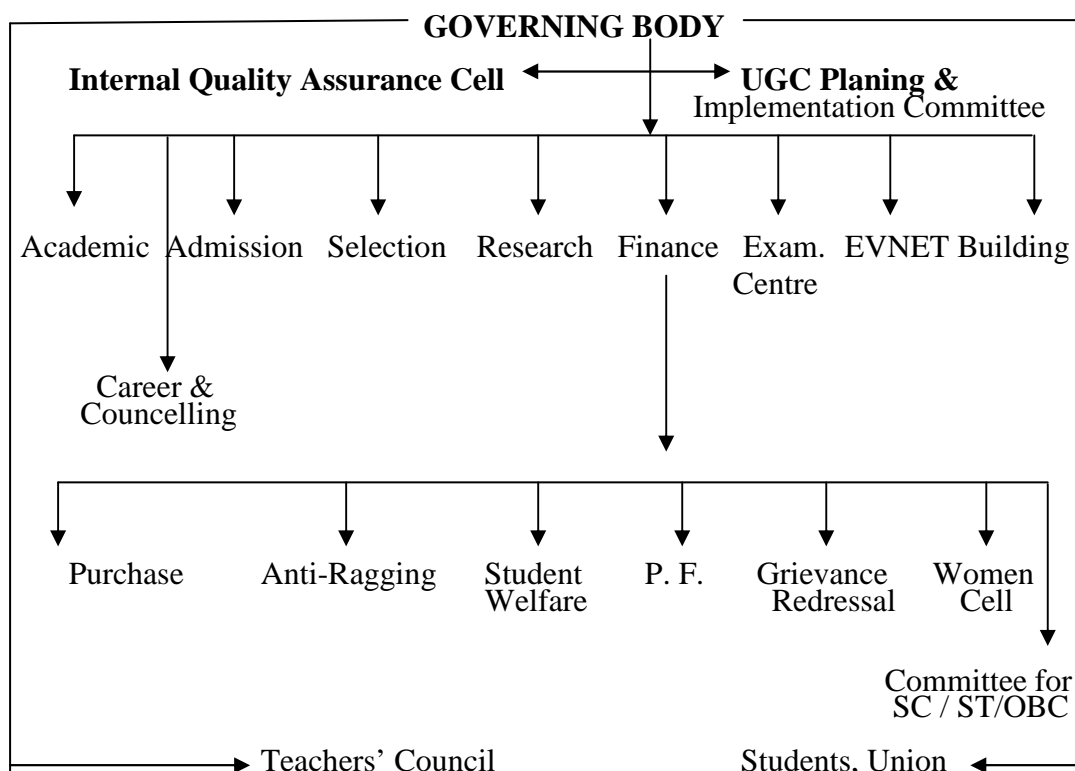 GOVERNING BODY
Internal Quality Assurance Cell
UGC Planing &
Implementation Committee
Academic Admission Selection Research Finance Exam. EVNET Building
Centre
Career &
Councelling
Purchase Anti-Ragging Student P. F. Grievance Women
Welfare Redressal Cell
Committee for
SC / ST/OBC
Teachers’ Council Students, Union